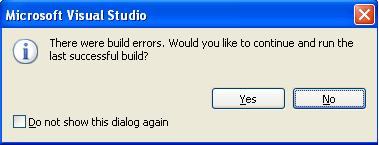 Microsoft Visual Studio
There were build errors. Would you like to continue and run the
last successful build?
Yes
No
Do not show this dialog again